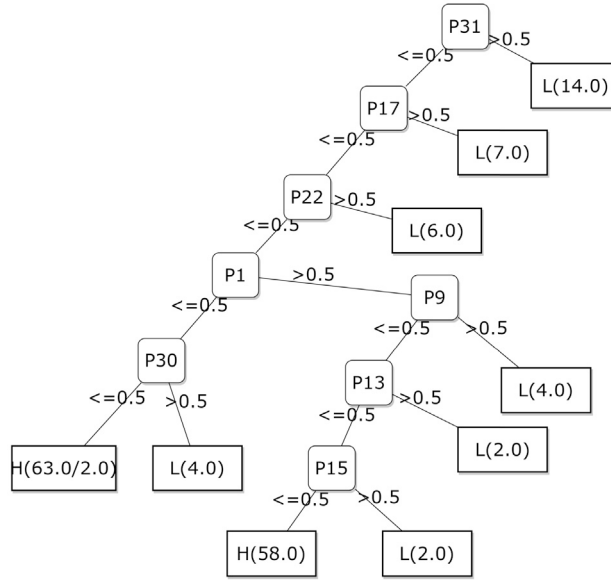 P31
<=0.5
>0.5
L(14.0)
P17
<=0.5
>0.5
L(7.0)
P22
<=0.5
>0.5
L(6.0)
P1
<=0.5
>0.5
P9
<=0.5
>0.5
P30
<=0.5
>0.5
P13
<=0.5
>0.5
L(4.0)
H(63.0/2.0)
L(4.0)
L(2.0)
P15
<=0.5
>0.5
H(58.0)
L(2.0)